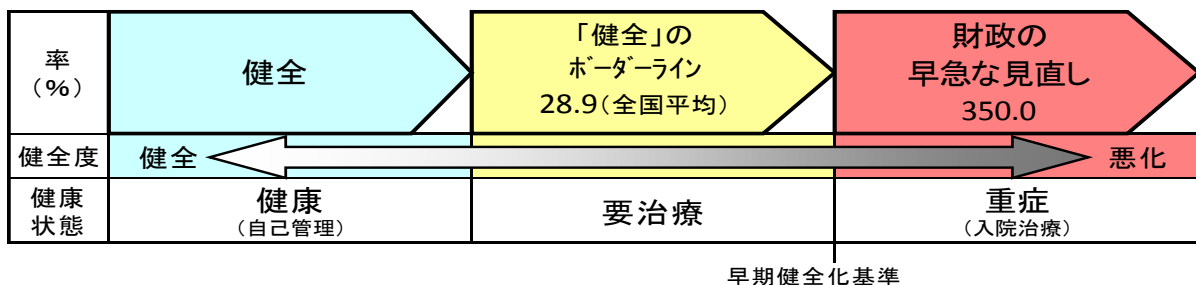 率
（%）
健全
「健全」の
ﾎﾞｰﾀﾞｰﾗｲﾝ
28.9（全国平均）
財政の
早急な見直し
350.0
健全度
健全
悪化
健康
状態
健康
（自己管理）
要治療
重症
（入院治療）
早期健全化基準